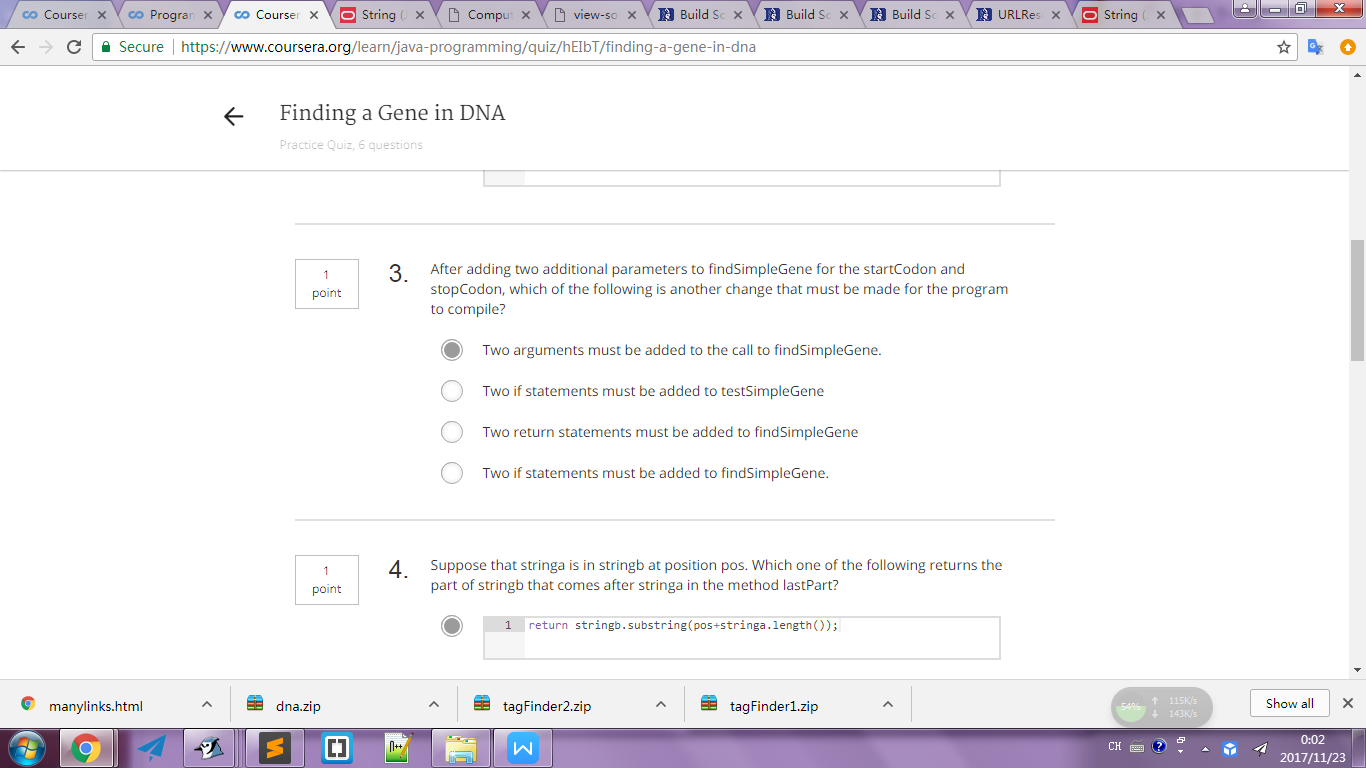 Courser
Program
Courser
String (
Comput
view-so
Build Sc
Build Sc
Build Sc
URLRes
String (
Secure https://www.coursera.org/learn/java-programming/quiz/hEIbT/finding-a-gene-in-dna
Finding a Gene in DNA
Practice Quiz, 6 questions
1
point
3.
After adding two additional parameters to findSimpleGene for the startCodon and
stopCodon, which of the following is another change that must be made for the program
to compile?
Two arguments must be added to the call to findSimpleGene.
Two if statements must be added to testSimpleGene
Two return statements must be added to findSimpleGene
Two if statements must be added to findSimpleGene.
1
point
4.
Suppose that stringa is in stringb at position pos. Which one of the following returns the
part of stringb that comes after stringa in the method lastPart?
1 return stringb.substring(pos+stringa.length());
manylinks.html
dna.zip
tagFinder2.zip
tagFinder1.zip
54%
115K/s
143K/s
Show all
CH
0:02
2017/11/23